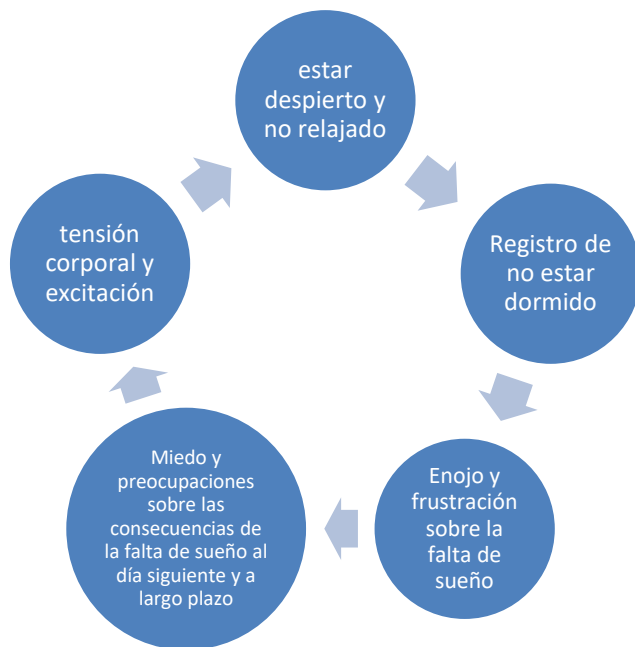 estar
despierto y
no relajado
Registro de
no estar
dormido
Enojo y
frustración
sobre la
falta de
sueño
Miedo y
preocupaciones
sobre las
consecuencias de
la falta de sueño al
día siguiente y a
largo plazo
tensión
corporal y
excitación